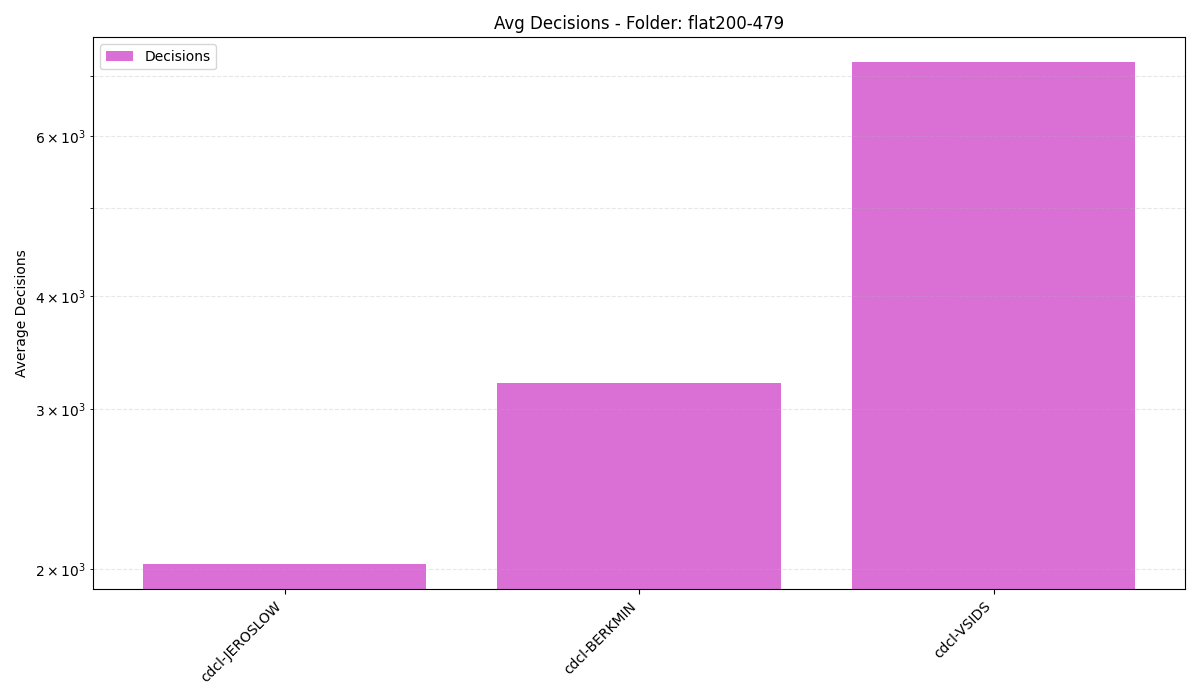 Avg Decisions - Folder: flat200-479
Decisions
Average Decisions
6 × 10³
4 × 10³
3 × 10³
2 × 10³
cdcl-JEROSLOW
cdcl-BERKMIN
cdcl-VSIDS